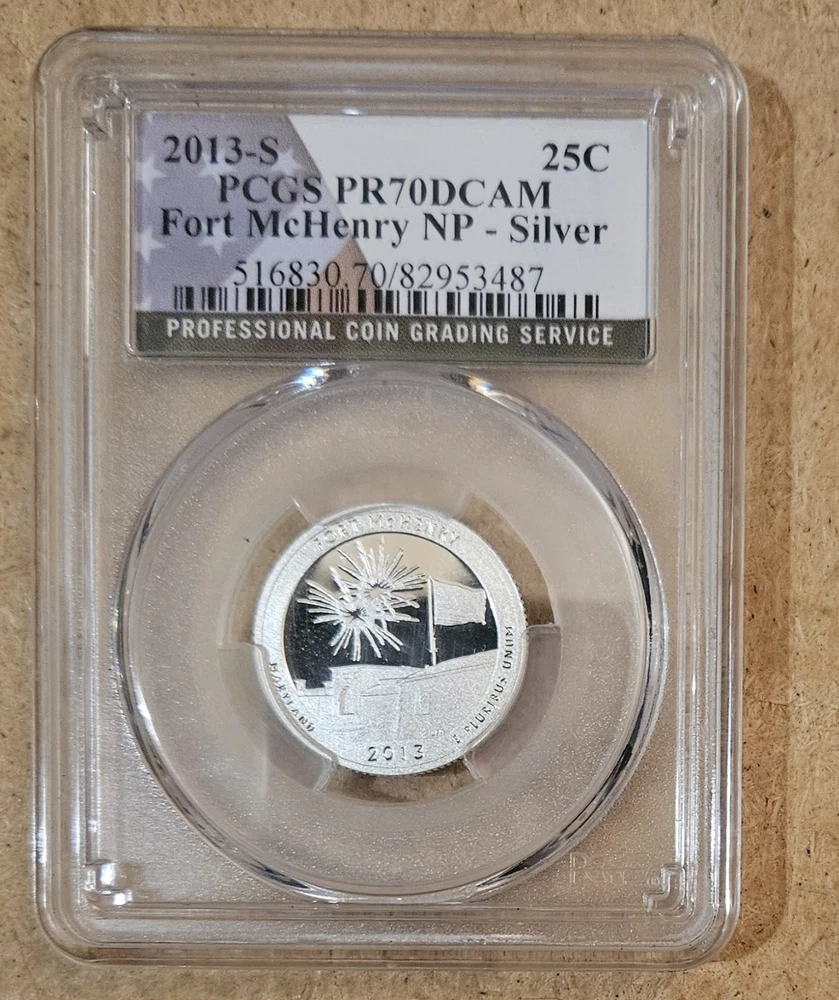 2013-S 25C
PCGS PR70DCAM
Fort McHenry NP - Silver
516830.70/82953487
PROFESSIONAL COIN GRADING SERVICE
FORT McHENRY
MARYLAND
2013
E PLURIBUS UNUM